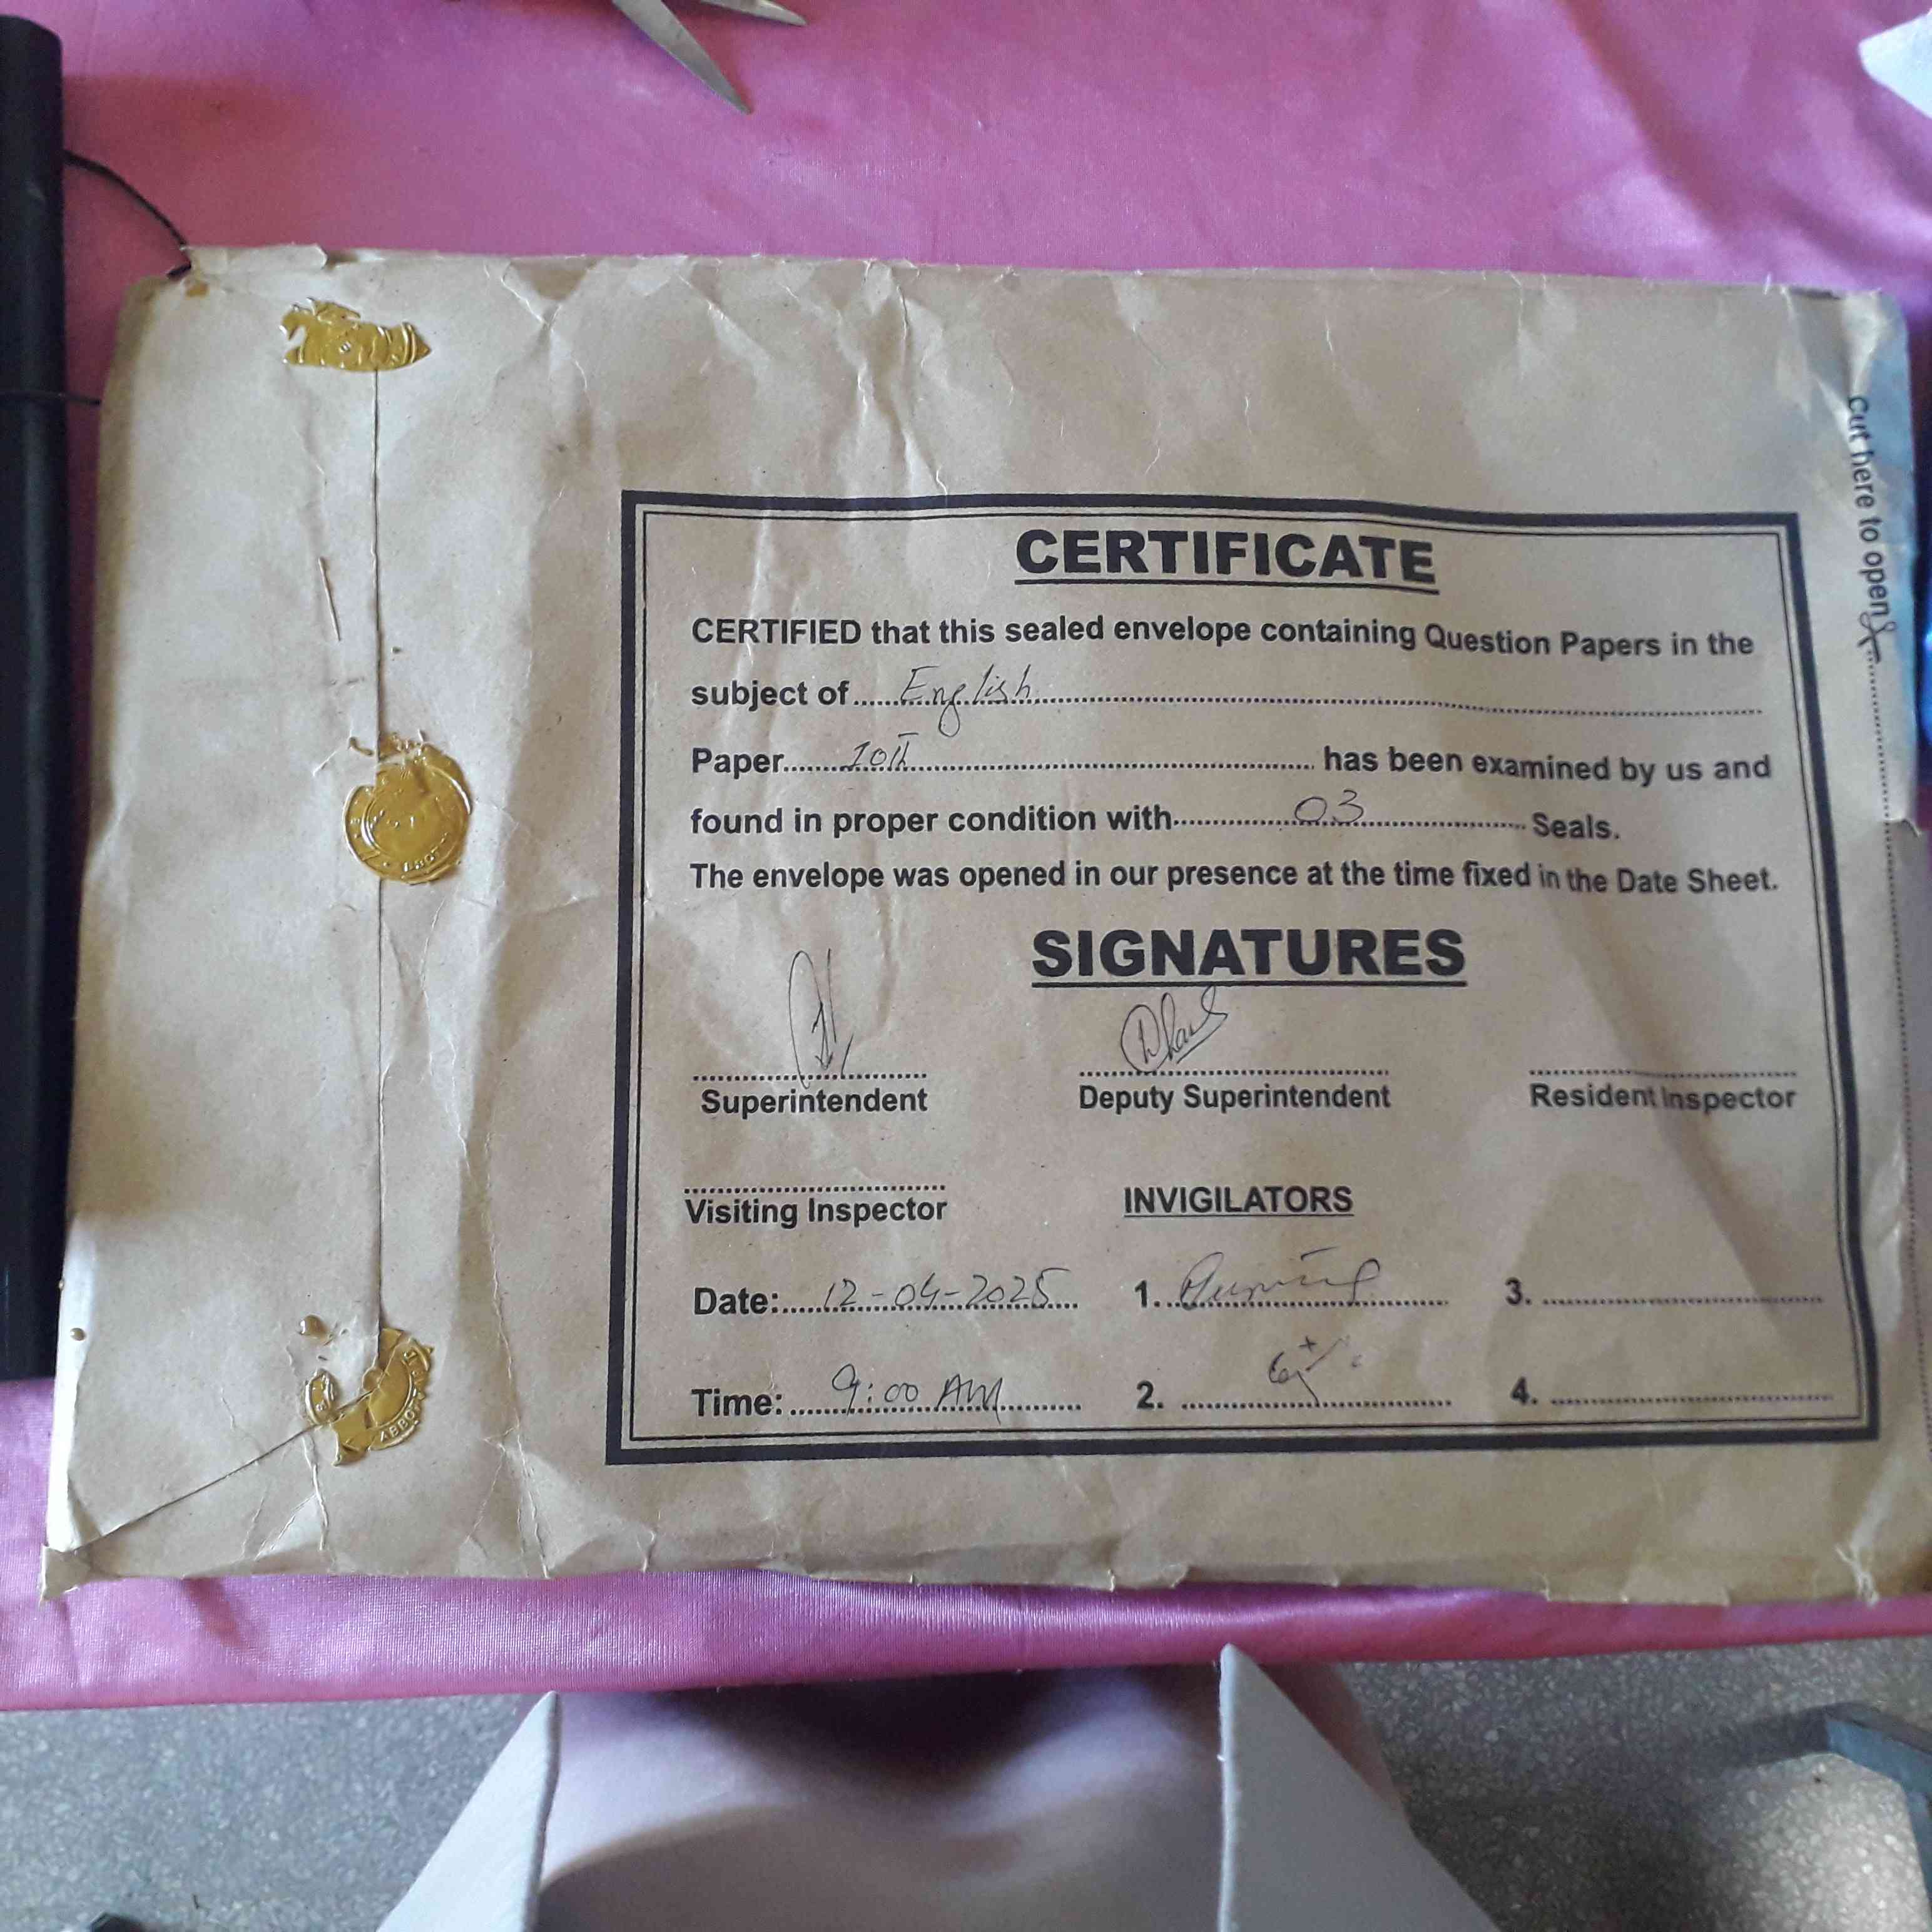 Cut here to open
CERTIFICATE
CERTIFIED that this sealed envelope containing Question Papers in the
subject of.....English..........
Paper..........10th.......... has been examined by us and
found in proper condition with..........03.......... Seals.
The envelope was opened in our presence at the time fixed in the Date Sheet.
SIGNATURES
Superintendent Deputy Superintendent Resident Inspector
Visiting Inspector INVIGILATORS
Date:.....12-04-2025..... 1. 3.
Time:.....9:00 AM..... 2. 4.